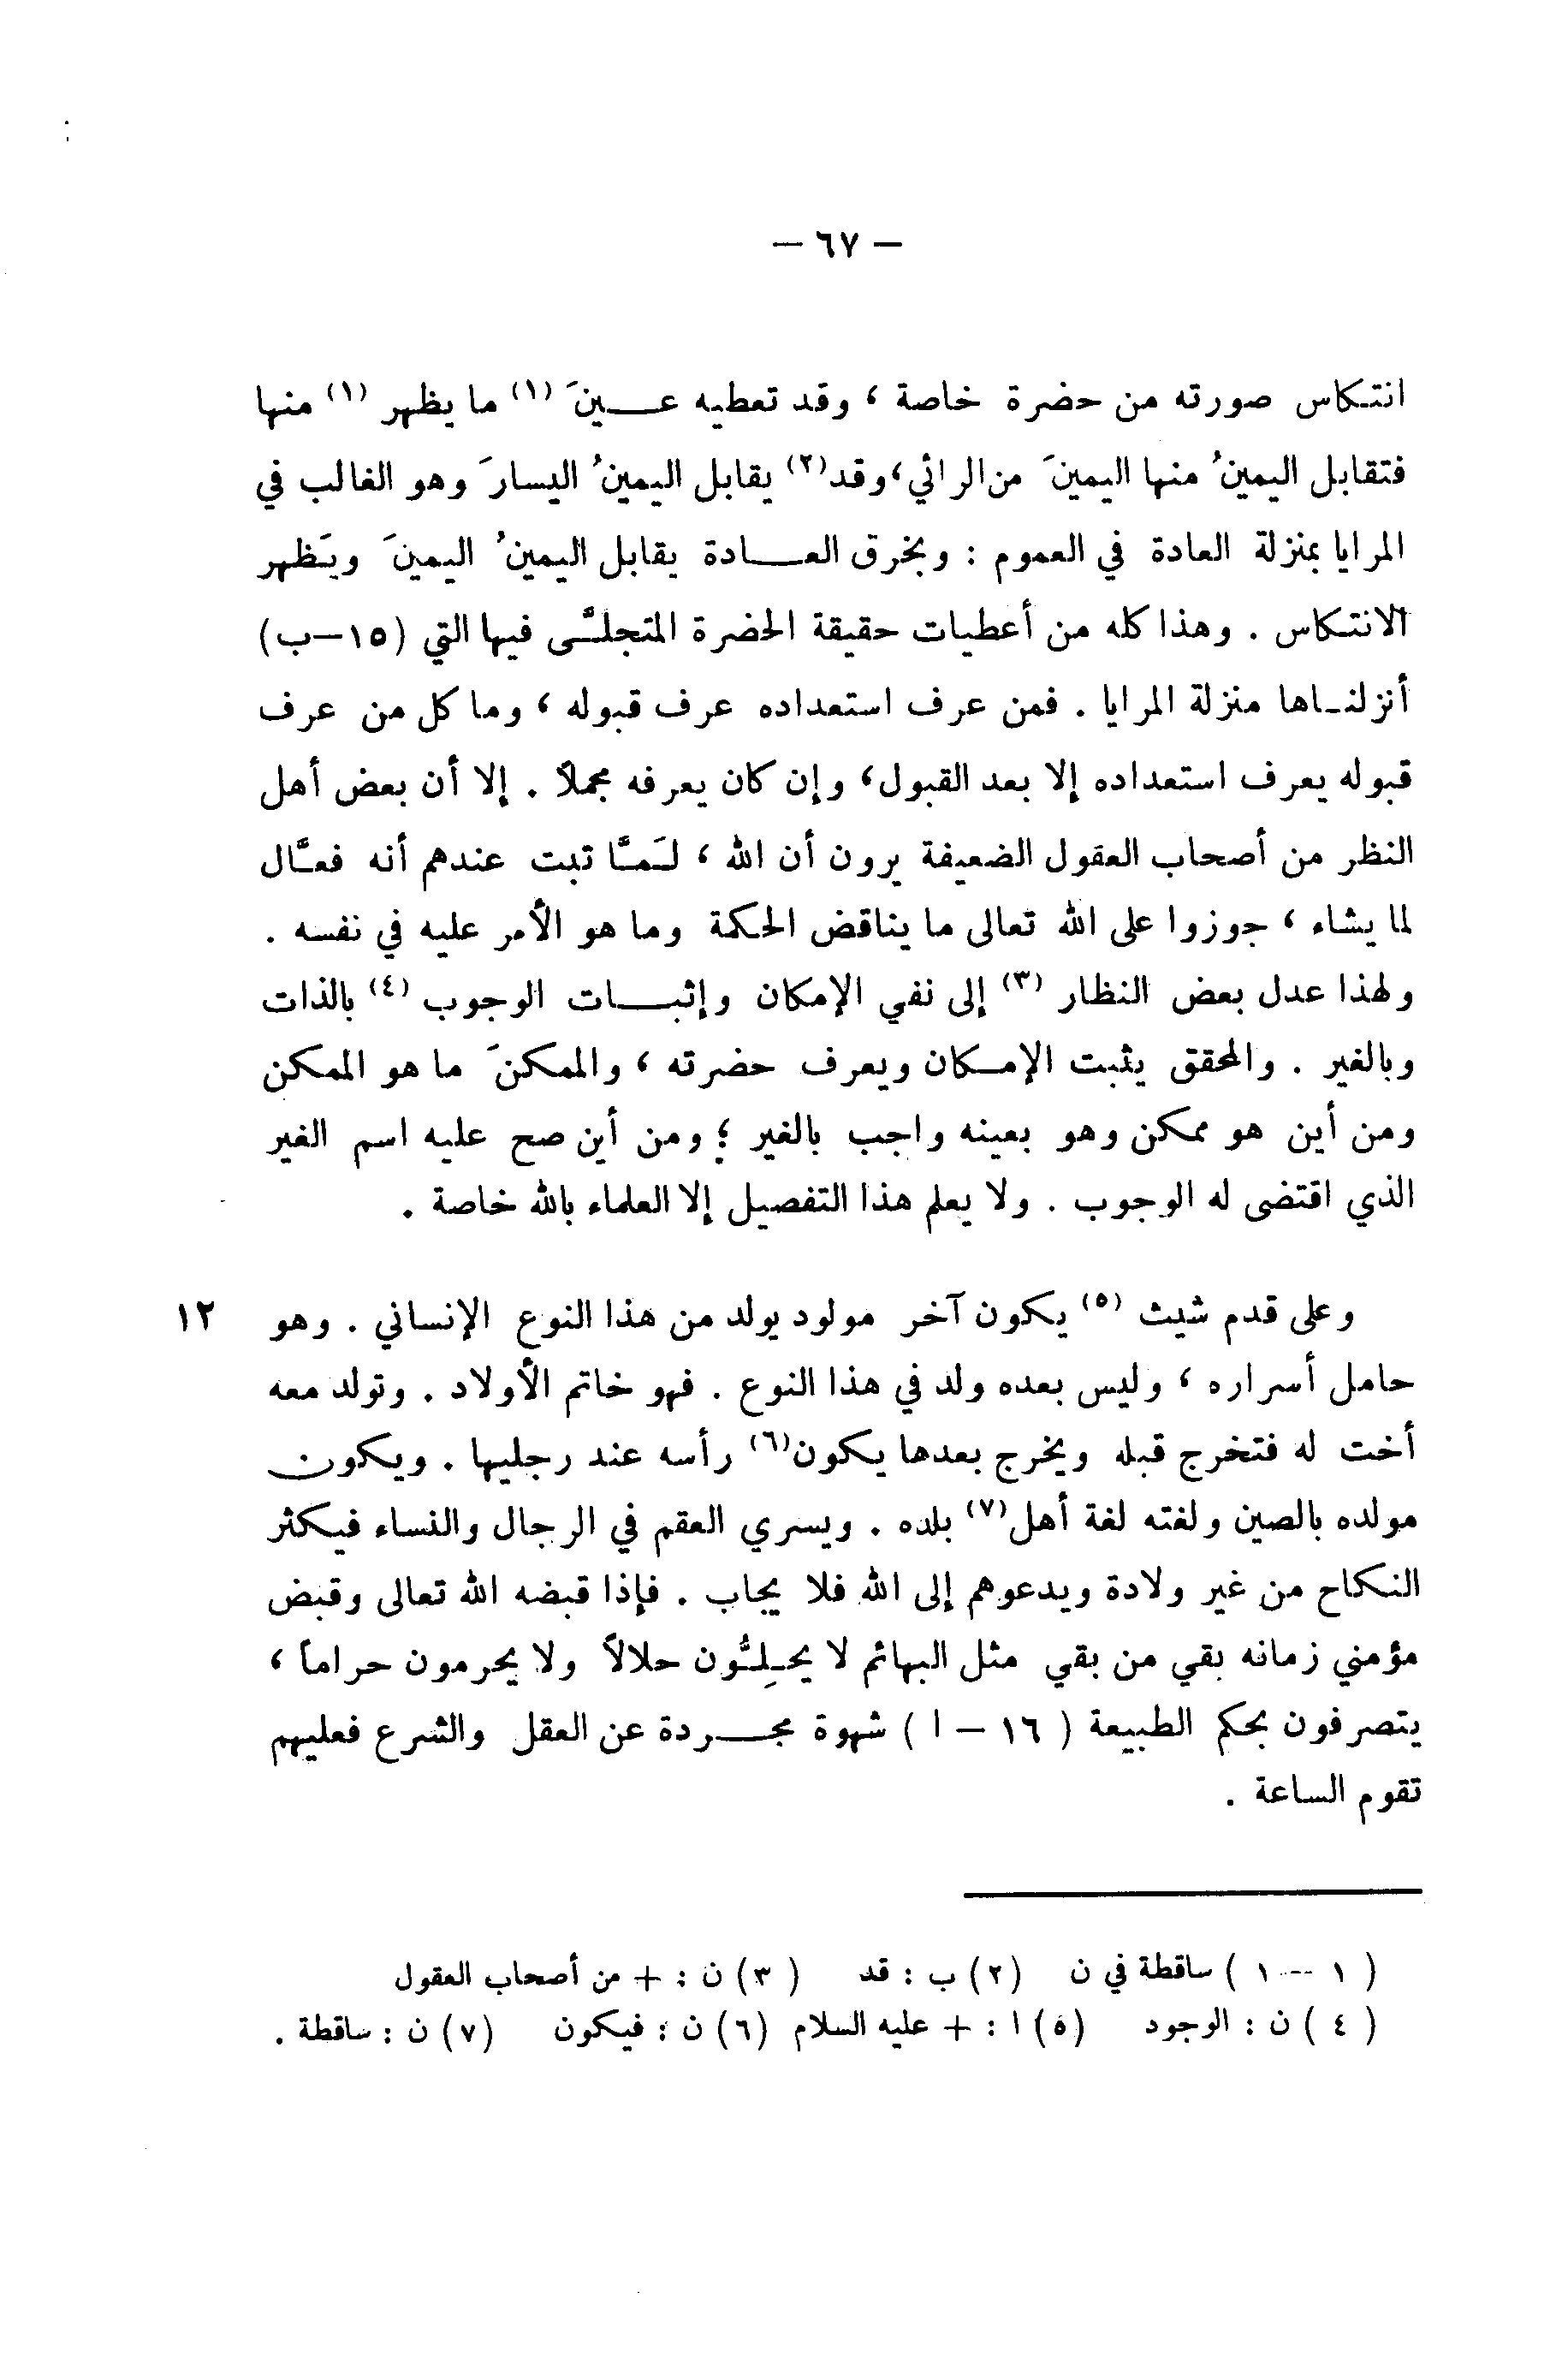 — ٦٧ —
انتكاس صورته من حضرة خاصة ، وقد تعطيه عــينَ (١) ما يظهر (١) منها
فتقابل اليمينُ منها اليمينَ من الرائي ، وقد (٢) يقابل اليمينُ اليسارَ وهو الغالب في
المرايا بمنزلة العادة في العموم : وبخرق العــادة يقابل اليمينُ اليمينَ ويَظهر
الانتكاس . وهذا كله من أعطيات حقيقة الحضرة المتجلَّى فيها التي (١٥–ب)
أنزلنـاها منزلة المرايا . فمن عرف استعداده عرف قبوله ، وما كل من عرف
قبوله يعرف استعداده إلا بعد القبول ، وإن كان يعرفه مجملًا . إلا أن بعض أهل
النظر من أصحاب العقول الضعيفة يرون أن الله ، لَمـَّا ثبت عندهم أنه فعَّال
لما يشاء ، جوزوا على الله تعالى ما يناقض الحكمة وما هو الأمر عليه في نفسه .
ولهذا عدل بعض النظار (٣) إلى نفي الإمكان وإثبــات الوجوب (٤) بالذات
وبالغير . والمحقق يثبت الإمكان ويعرف حضرته ، والممكنَ ما هو الممكن
ومن أين هو ممكن وهو بعينه واجب بالغير ؛ ومن أين صح عليه اسم الغير
الذي اقتضى له الوجوب . ولا يعلم هذا التفصيل إلا العلماء بالله خاصة .
وعلى قدم شيث (٥) يكون آخر مولود يولد من هذا النوع الإنساني . وهو ١٢
حامل أسراره ، وليس بعده ولد في هذا النوع . فهو خاتم الأولاد . وتولد معه
أخت له فتخرج قبله ويخرج بعدها يكون (٦) رأسه عند رجليها . ويكون
مولده بالصين ولغته لغة أهل (٧) بلده . ويسري العقم في الرجال والنساء فيكثر
النكاح من غير ولادة ويدعوهم إلى الله فلا يجاب . فإذا قبضه الله تعالى وقبض
مؤمني زمانه بقي من بقي مثل البهائم لا يحـِلـُّون حلالًا ولا يحرمون حراماً ،
يتصرفون بحكم الطبيعة ( ١٦ – ا ) شهوة مجــردة عن العقل والشرع فعليهم
تقوم الساعة .
( ١ -- ١ ) ساقطة في ن (٢) ب : قد (٣) ن : + من أصحاب العقول
(٤) ن : الوجود (٥) ا : + عليه السلام (٦) ن : فيكون (٧) ن : ساقطة .